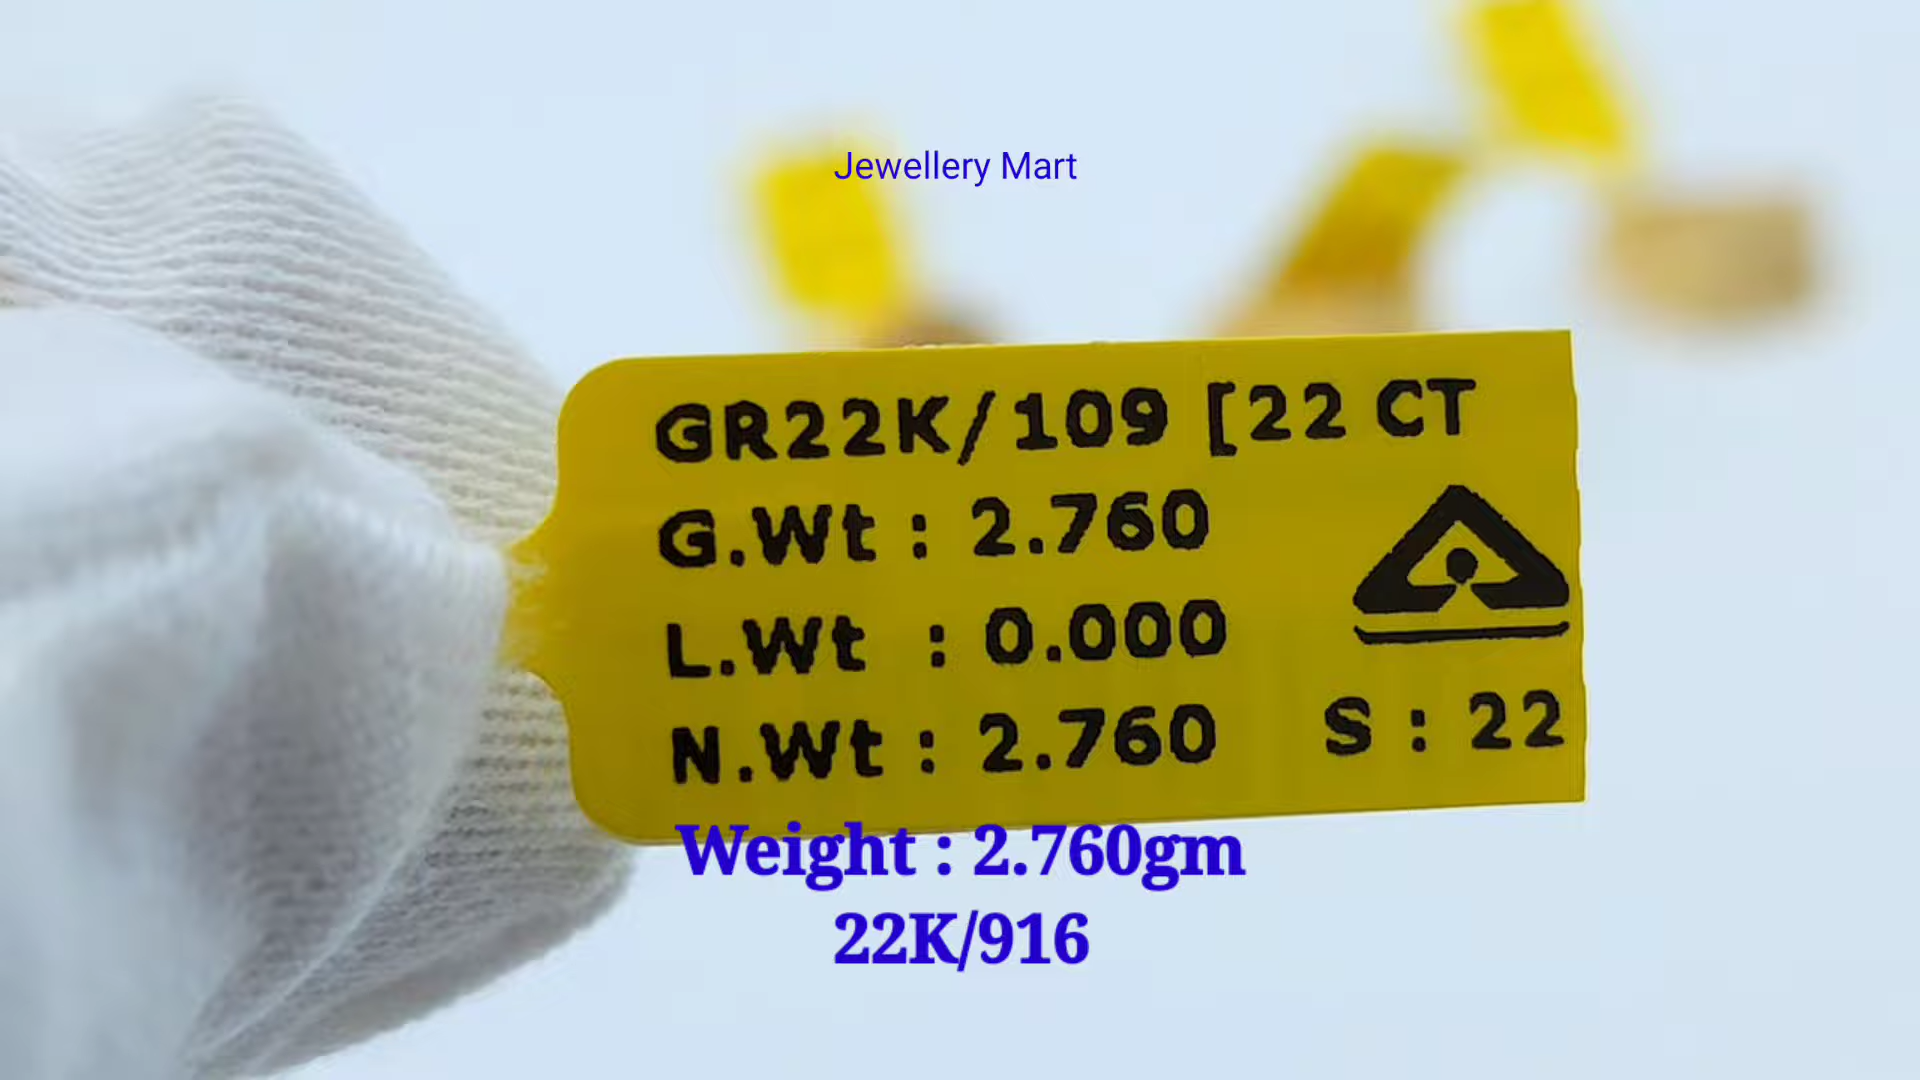 Jewellery Mart
GR22K/109 [22 CT
G.Wt : 2.760
L.Wt : 0.000
N.Wt : 2.760 S : 22
Weight : 2.760gm
22K/916